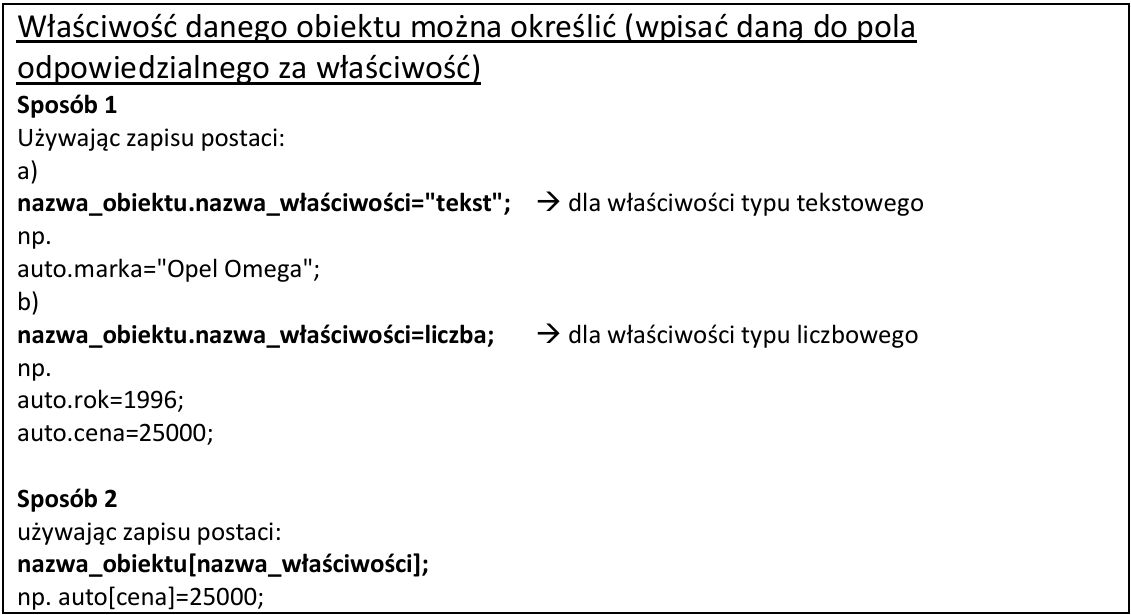 Właściwość danego obiektu można określić (wpisać daną do pola
odpowiedzialnego za właściwość)
Sposób 1
Używając zapisu postaci:
a)
nazwa_obiektu.nazwa_właściwości="tekst"; → dla właściwości typu tekstowego
np.
auto.marka="Opel Omega";
b)
nazwa_obiektu.nazwa_właściwości=liczba; → dla właściwości typu liczbowego
np.
auto.rok=1996;
auto.cena=25000;
Sposób 2
używając zapisu postaci:
nazwa_obiektu[nazwa_właściwości];
np. auto[cena]=25000;